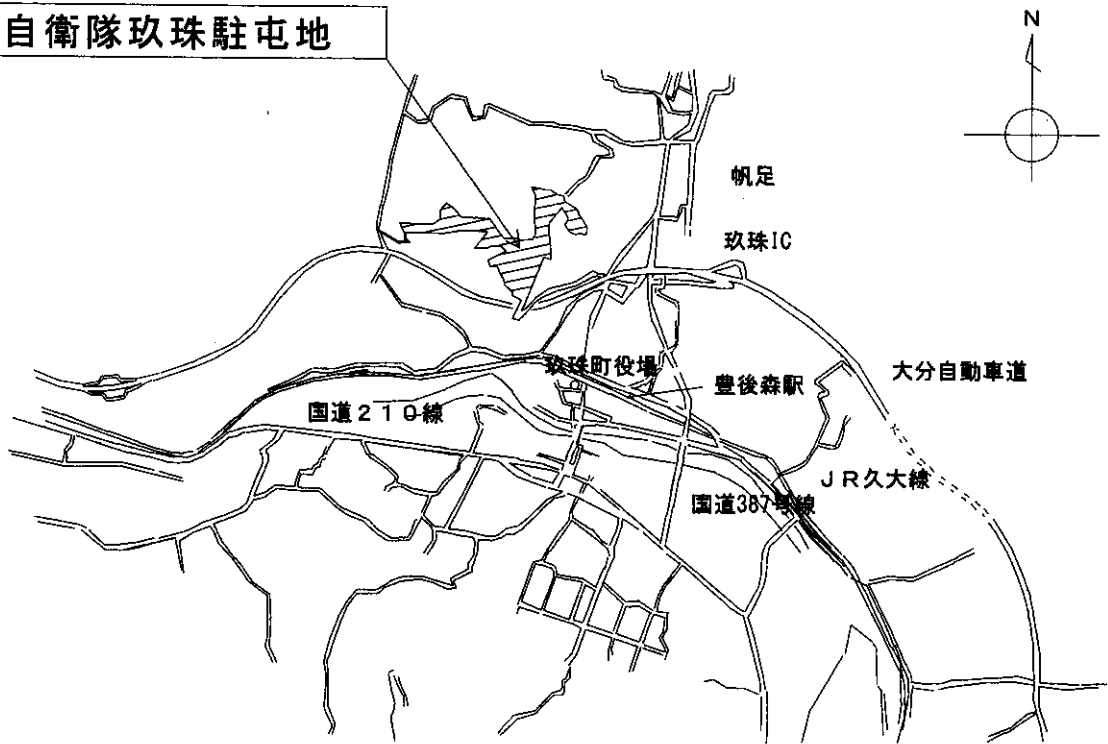 自衛隊玖珠駐屯地
N
帆足
玖珠IC
玖珠町役場
豊後森駅
大分自動車道
国道210線
JR久大線
国道387号線